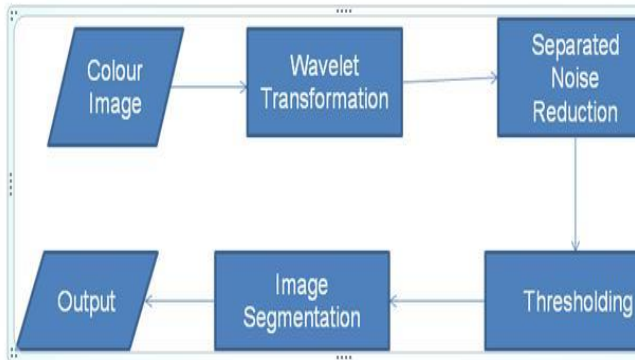 Colour
Image
Wavelet
Transformation
Separated
Noise
Reduction
Thresholding
Image
Segmentation
Output